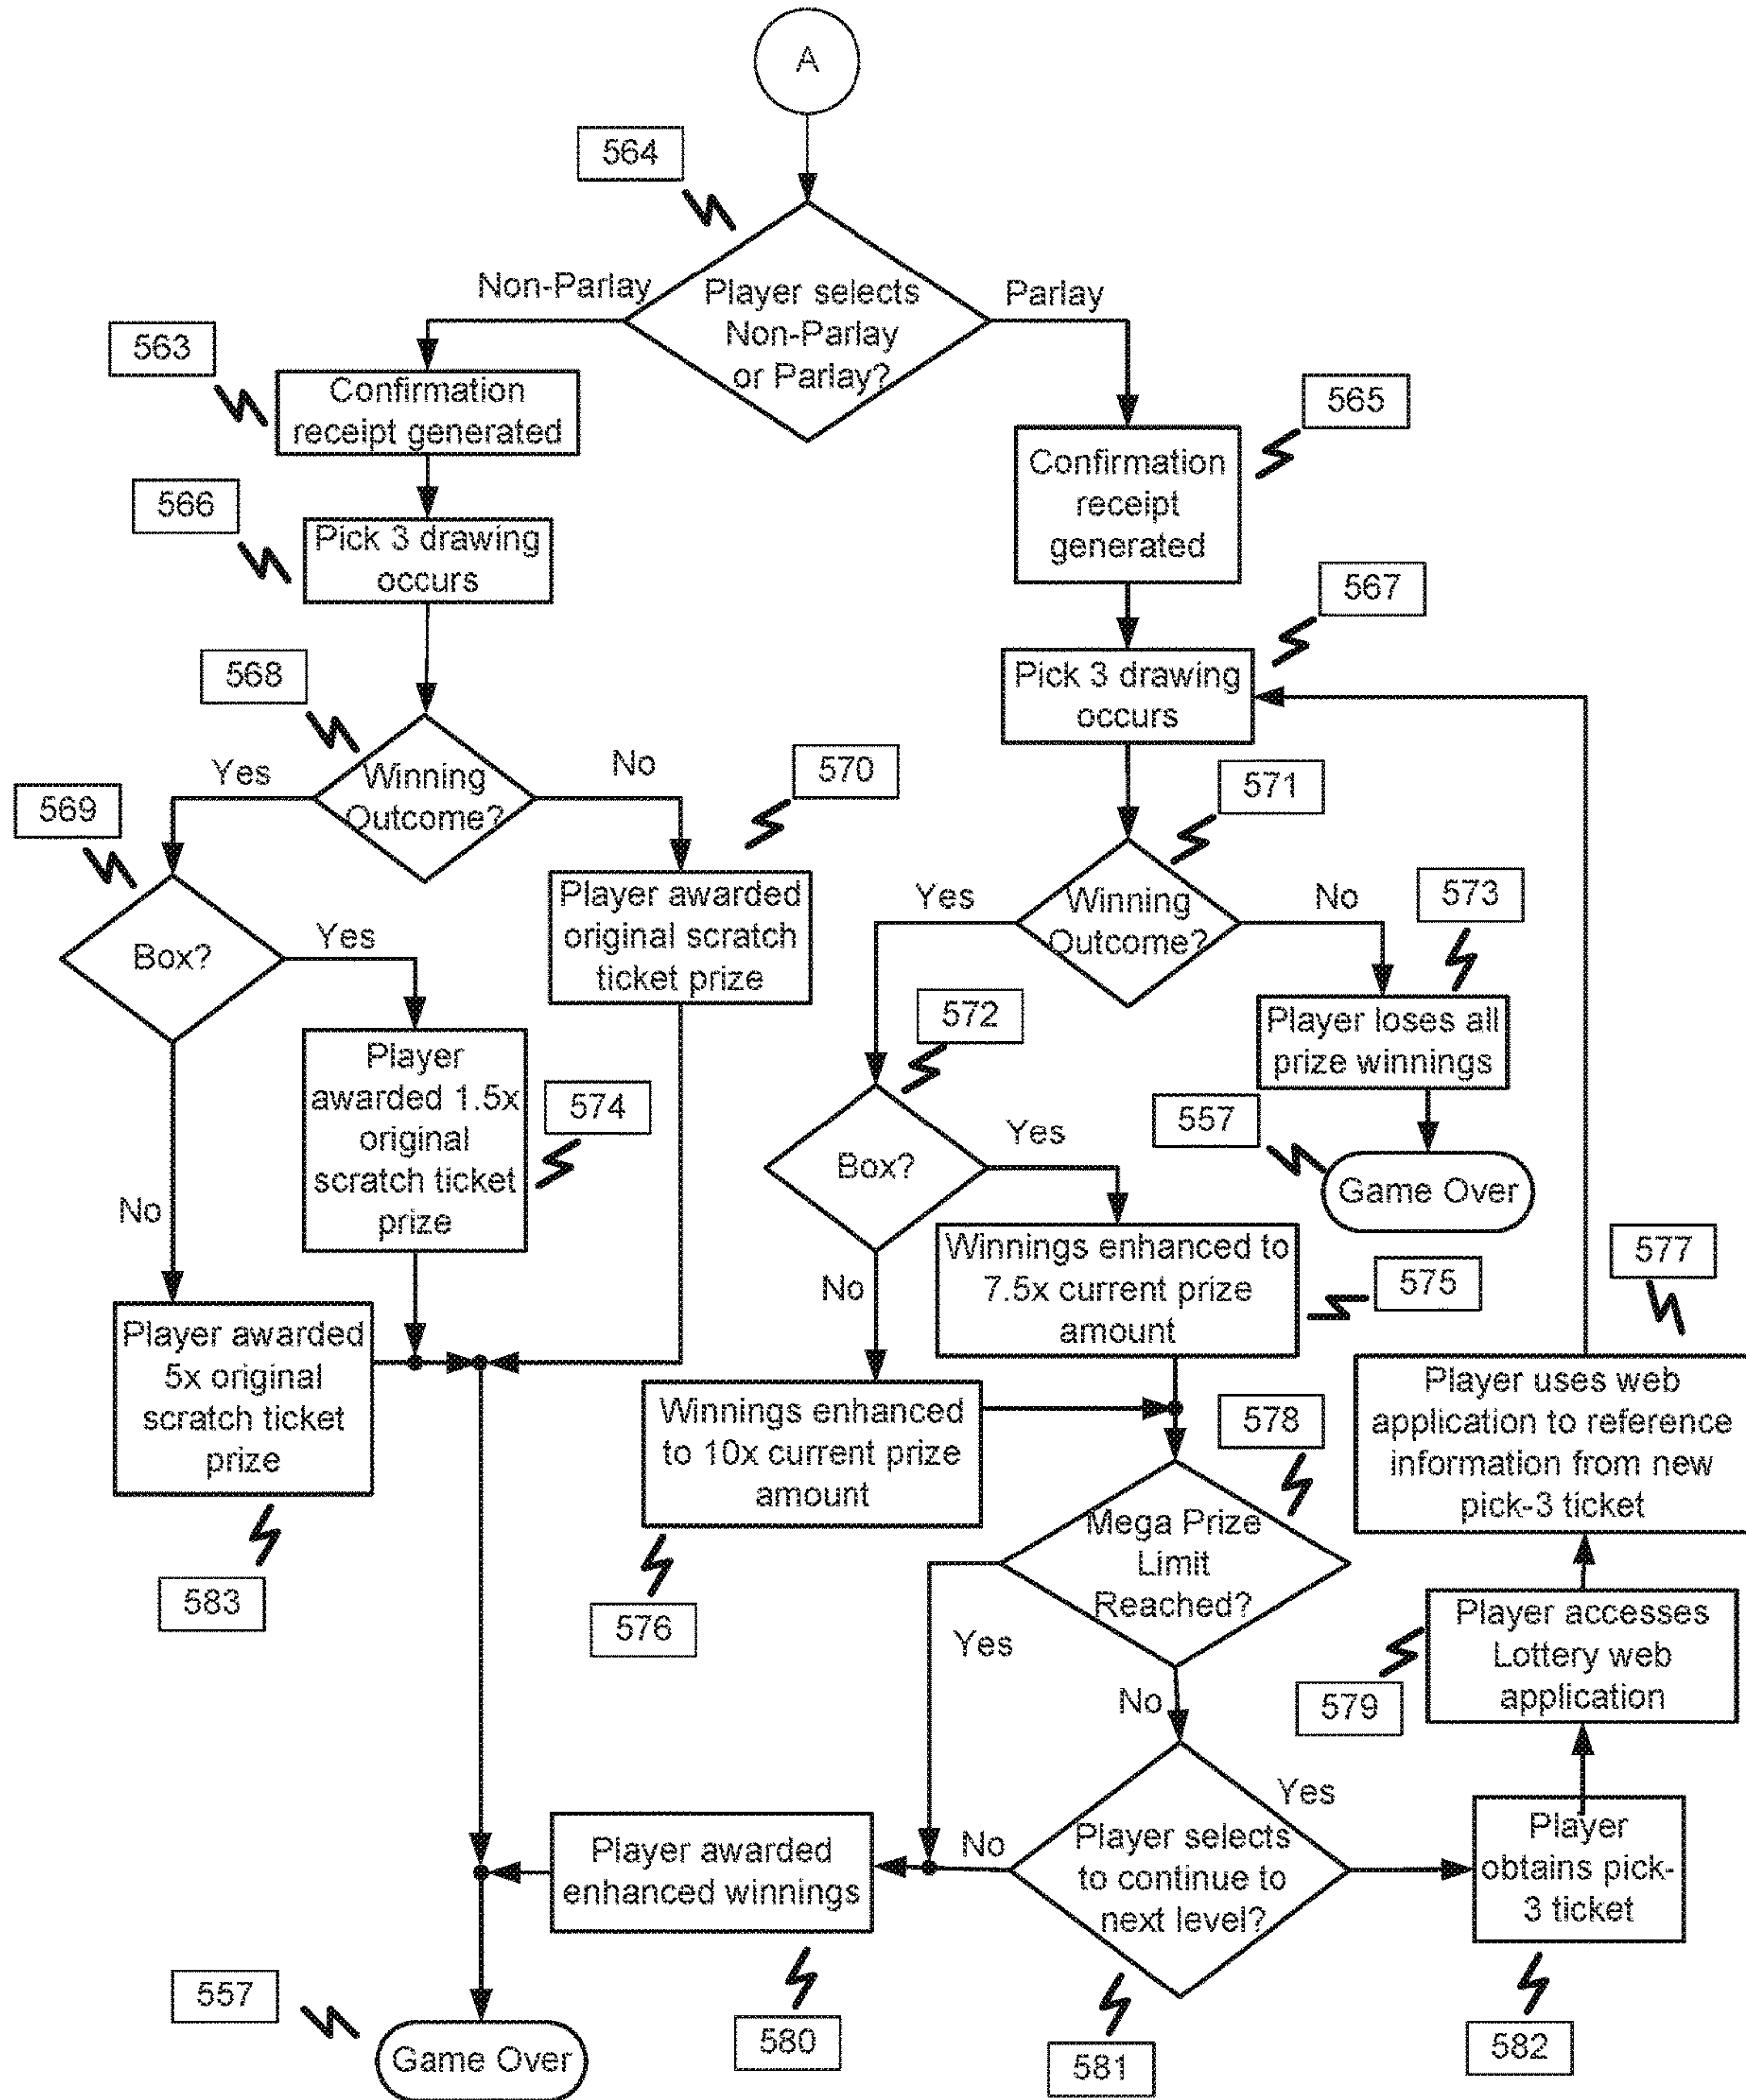 A
564
Non-Parlay
Player selects
Non-Parlay
or Parlay?
Parlay
563
Confirmation
receipt generated
565
Confirmation
receipt
generated
566
Pick 3 drawing
occurs
567
Pick 3 drawing
occurs
568
Yes
Winning
Outcome?
No
570
571
569
Box?
Yes
Player awarded
original scratch
ticket prize
Yes
Winning
Outcome?
No
573
572
Player loses all
prize winnings
Player
awarded 1.5x
original
scratch ticket
prize
574
557
Game Over
No
Box?
Yes
No
Winnings enhanced to
7.5x current prize
amount
575
577
Player awarded
5x original
scratch ticket
prize
583
Winnings enhanced
to 10x current prize
amount
576
578
Player uses web
application to reference
information from new
pick-3 ticket
Mega Prize
Limit
Reached?
Yes
No
579
Player accesses
Lottery web
application
Player awarded
enhanced winnings
No
Player selects
to continue to
next level?
Yes
Player
obtains pick-
3 ticket
557
Game Over
580
581
582